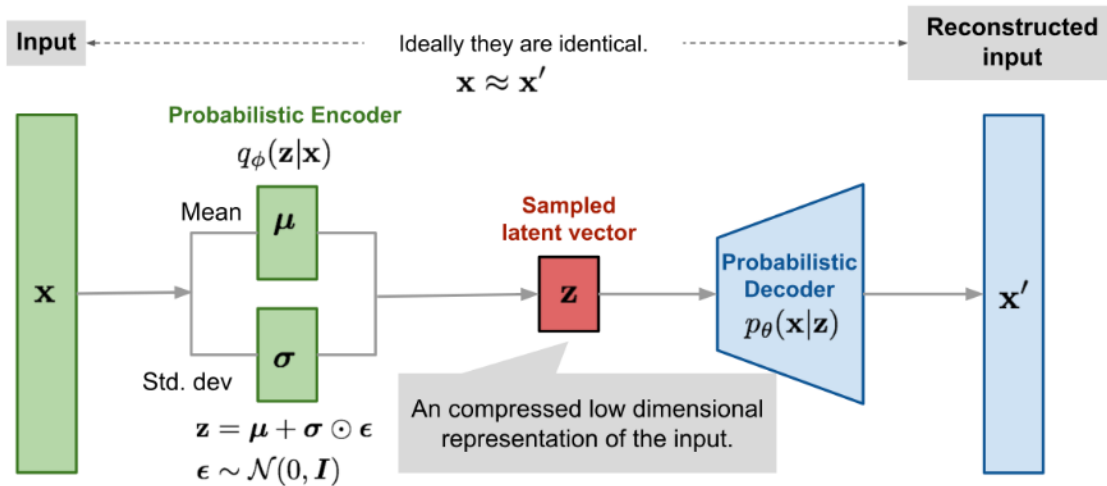 Input
Ideally they are identical.
x ≈ x′
Reconstructed
input
Probabilistic Encoder
qϕ(z|x)
Mean
μ
x
σ
Std. dev
z = μ + σ ⊙ ϵ
ϵ ∼ N(0, I)
Sampled
latent vector
z
An compressed low dimensional
representation of the input.
Probabilistic
Decoder
pθ(x|z)
x′